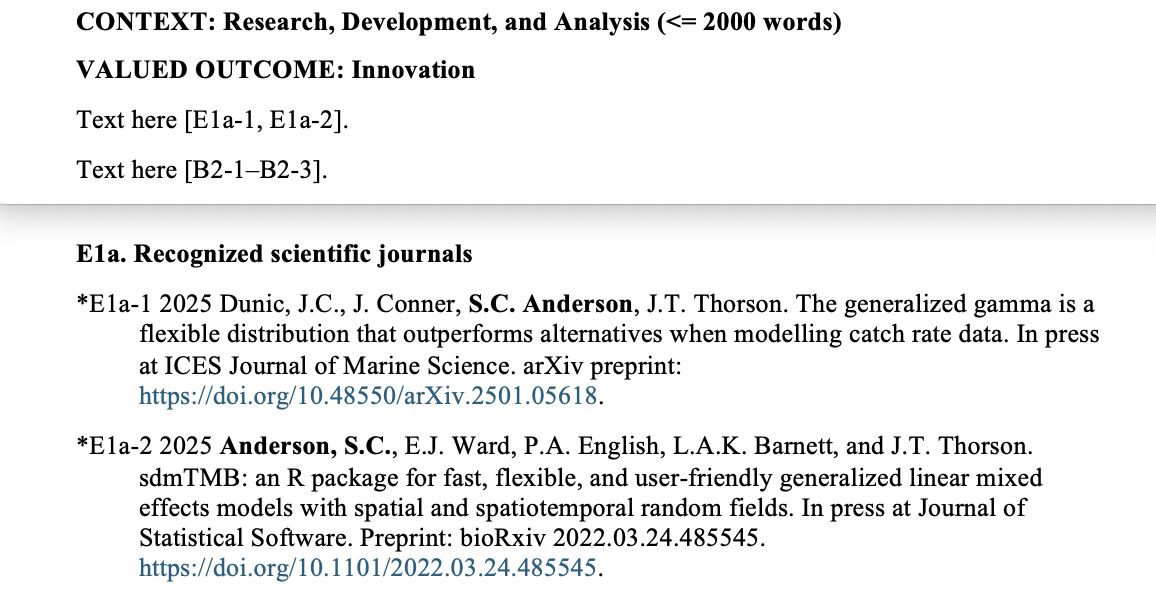 CONTEXT: Research, Development, and Analysis (<= 2000 words)
VALUED OUTCOME: Innovation
Text here [E1a-1, E1a-2].
Text here [B2-1–B2-3].
E1a. Recognized scientific journals
*E1a-1 2025 Dunic, J.C., J. Conner, S.C. Anderson, J.T. Thorson. The generalized gamma is a
flexible distribution that outperforms alternatives when modelling catch rate data. In press
at ICES Journal of Marine Science. arXiv preprint:
https://doi.org/10.48550/arXiv.2501.05618.
*E1a-2 2025 Anderson, S.C., E.J. Ward, P.A. English, L.A.K. Barnett, and J.T. Thorson.
sdmTMB: an R package for fast, flexible, and user-friendly generalized linear mixed
effects models with spatial and spatiotemporal random fields. In press at Journal of
Statistical Software. Preprint: bioRxiv 2022.03.24.485545.
https://doi.org/10.1101/2022.03.24.485545.